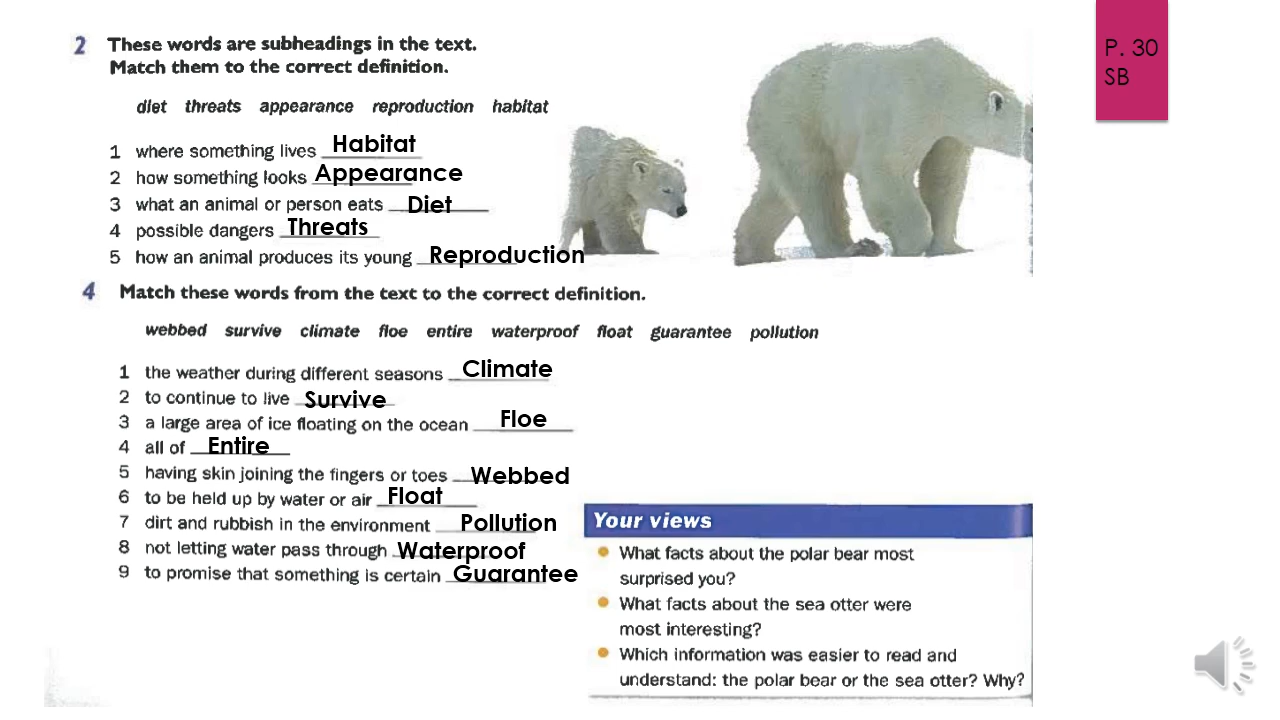 P. 30
SB
2 These words are subheadings in the text.
Match them to the correct definition.
diet threats appearance reproduction habitat
1 where something lives Habitat
2 how something looks Appearance
3 what an animal or person eats Diet
4 possible dangers Threats
5 how an animal produces its young Reproduction
4 Match these words from the text to the correct definition.
webbed survive climate floe entire waterproof float guarantee pollution
1 the weather during different seasons Climate
2 to continue to live Survive
3 a large area of ice floating on the ocean Floe
4 all of Entire
5 having skin joining the fingers or toes Webbed
6 to be held up by water or air Float
7 dirt and rubbish in the environment Pollution
8 not letting water pass through Waterproof
9 to promise that something is certain Guarantee
Your views
• What facts about the polar bear most
surprised you?
• What facts about the sea otter were
most interesting?
• Which information was easier to read and
understand: the polar bear or the sea otter? Why?